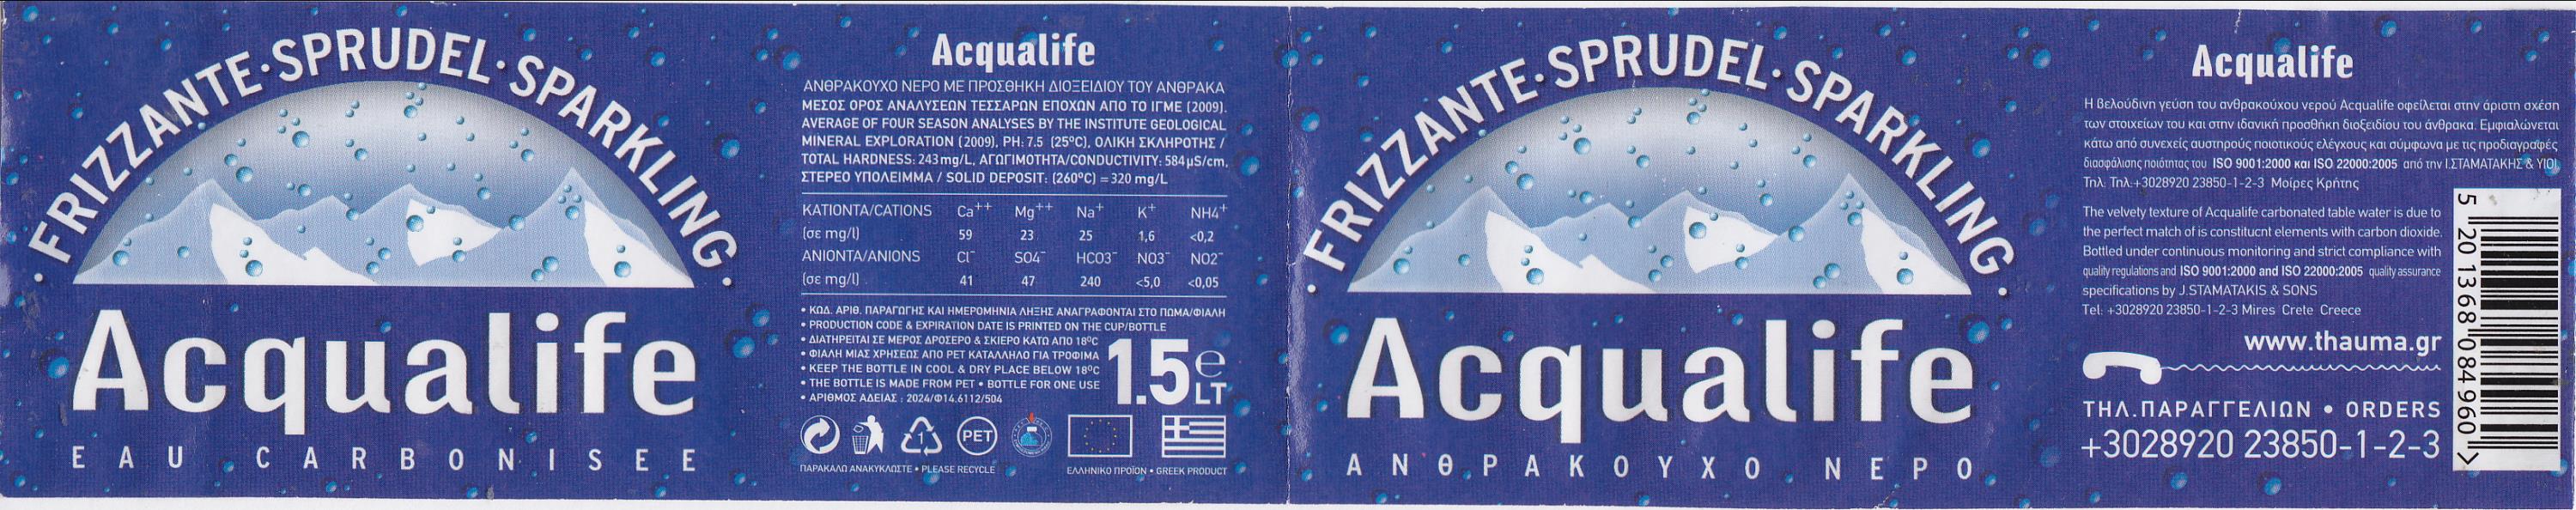 FRIZZANTE · SPRUDEL · SPARKLING
Acqualife
EAU CARBONISEE
Acqualife
ΑΝΘΡΑΚΟΥΧΟ ΝΕΡΟ ΜΕ ΠΡΟΣΘΗΚΗ ΔΙΟΞΕΙΔΙΟΥ ΤΟΥ ΑΝΘΡΑΚΑ
ΜΕΣΟΣ ΟΡΟΣ ΑΝΑΛΥΣΕΩΝ ΤΕΣΣΑΡΩΝ ΕΠΟΧΩΝ ΑΠΟ ΤΟ ΙΓΜΕ (2009).
AVERAGE OF FOUR SEASON ANALYSES BY THE INSTITUTE GEOLOGICAL
MINERAL EXPLORATION (2009), PH: 7.5 (25°C), ΟΛΙΚΗ ΣΚΛΗΡΟΤΗΣ /
TOTAL HARDNESS: 243mg/L, ΑΓΩΓΙΜΟΤΗΤΑ/CONDUCTIVITY: 584μS/cm,
ΣΤΕΡΕΟ ΥΠΟΛΕΙΜΜΑ / SOLID DEPOSIT: (260°C) = 320 mg/L
ΚΑΤΙΟΝΤΑ/CATIONS Ca++ Mg++ Na+ K+ NH4+
(σε mg/l) 59 23 25 1,6 <0,2
ΑΝΙΟΝΤΑ/ANIONS Cl- SO4- HCO3- NO3- NO2-
(σε mg/l) 41 47 240 <5,0 <0,05
• ΚΩΔ. ΑΡΙΘ. ΠΑΡΑΓΩΓΗΣ ΚΑΙ ΗΜΕΡΟΜΗΝΙΑ ΛΗΞΗΣ ΑΝΑΓΡΑΦΟΝΤΑΙ ΣΤΟ ΠΩΜΑ/ΦΙΑΛΗ
• PRODUCTION CODE & EXPIRATION DATE IS PRINTED ON THE CUP/BOTTLE
• ΔΙΑΤΗΡΕΙΤΑΙ ΣΕ ΜΕΡΟΣ ΔΡΟΣΕΡΟ & ΣΚΙΕΡΟ ΚΑΤΩ ΑΠΟ 18°C
• ΦΙΑΛΗ ΜΙΑΣ ΧΡΗΣΕΩΣ ΑΠΟ PET ΚΑΤΑΛΛΗΛΟ ΓΙΑ ΤΡΟΦΙΜΑ
• KEEP THE BOTTLE IN COOL & DRY PLACE BELOW 18°C
• THE BOTTLE IS MADE FROM PET • BOTTLE FOR ONE USE
• ΑΡΙΘΜΟΣ ΑΔΕΙΑΣ : 2024/Φ14.6112/504
1.5 e LT
1 PET
ΠΑΡΑΚΑΛΩ ΑΝΑΚΥΚΛΩΣΤΕ • PLEASE RECYCLE
ΕΛΛΗΝΙΚΟ ΠΡΟΪΟΝ • GREEK PRODUCT
FRIZZANTE · SPRUDEL · SPARKLING
Acqualife
ΑΝΘΡΑΚΟΥΧΟ ΝΕΡΟ
Acqualife
Η βελούδινη γεύση του ανθρακούχου νερού Acqualife οφείλεται στην άριστη σχέση
των στοιχείων του και στην ιδανική προσθήκη διοξειδίου του άνθρακα. Εμφιαλώνεται
κάτω από συνεχείς αυστηρούς ποιοτικούς ελέγχους και σύμφωνα με τις προδιαγραφές
διασφάλισης ποιότητας του ISO 9001:2000 και ISO 22000:2005 από την Ι.ΣΤΑΜΑΤΑΚΗΣ & ΥΙΟΙ
Τηλ. Τηλ.+3028920 23850-1-2-3 Μοίρες Κρήτης
The velvety texture of Acqualife carbonated table water is due to
the perfect match of is constitucnt elements with carbon dioxide.
Bottled under continuous monitoring and strict compliance with
quality regulations and ISO 9001:2000 and ISO 22000:2005 quality assurance
specifications by J.STAMATAKIS & SONS
Tel: +3028920 23850-1-2-3 Mires Crete Greece
www.thauma.gr
ΤΗΛ.ΠΑΡΑΓΓΕΛΙΩΝ • ORDERS
+3028920 23850-1-2-3
5 201368 084960 >